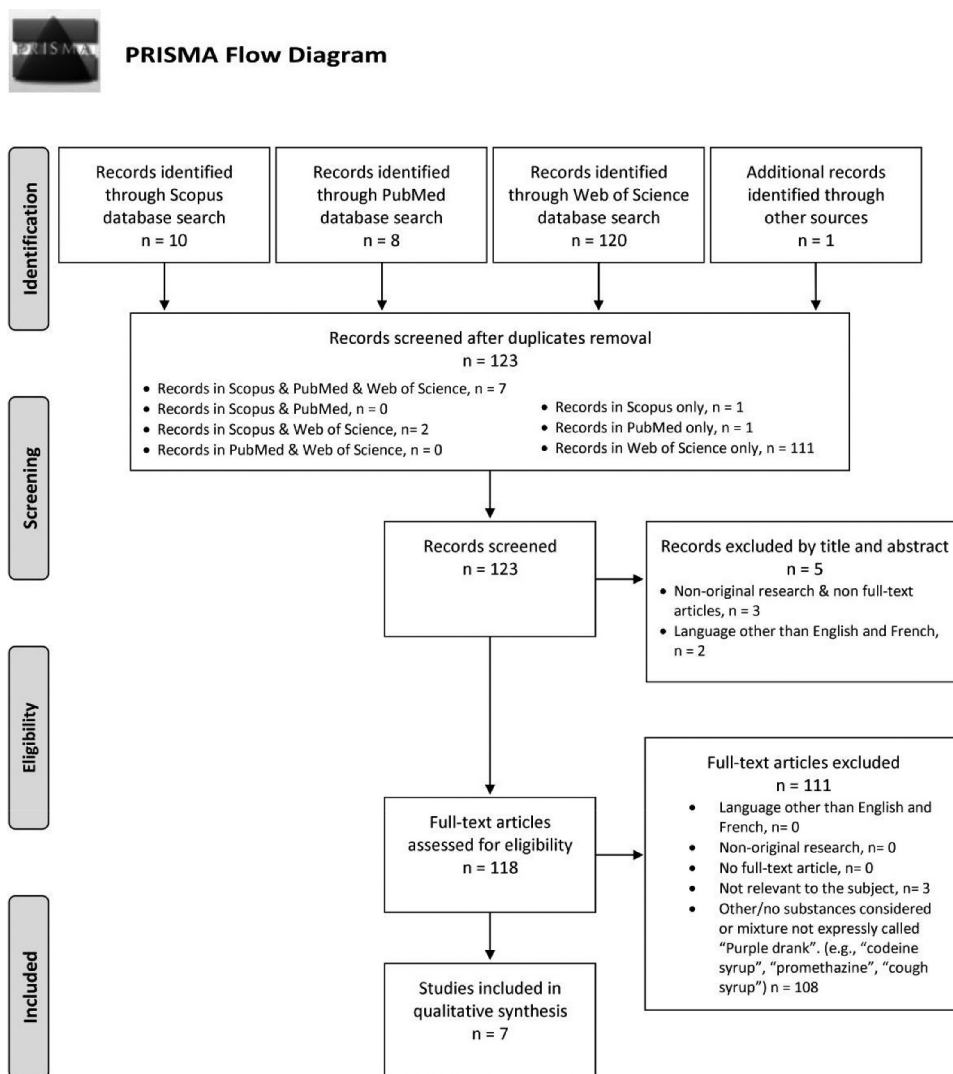 PRISMA
PRISMA Flow Diagram
Identification
Records identified
through Scopus
database search
n = 10
Records identified
through PubMed
database search
n = 8
Records identified
through Web of Science
database search
n = 120
Additional records
identified through
other sources
n = 1
Records screened after duplicates removal
n = 123
• Records in Scopus & PubMed & Web of Science, n = 7
• Records in Scopus & PubMed, n = 0
• Records in Scopus & Web of Science, n= 2
• Records in PubMed & Web of Science, n = 0
• Records in Scopus only, n = 1
• Records in PubMed only, n = 1
• Records in Web of Science only, n = 111
Screening
Records screened
n = 123
Records excluded by title and abstract
n = 5
• Non-original research & non full-text
articles, n = 3
• Language other than English and French,
n = 2
Eligibility
Full-text articles
assessed for eligibility
n = 118
Full-text articles excluded
n = 111
• Language other than English and
French, n= 0
• Non-original research, n= 0
• No full-text article, n= 0
• Not relevant to the subject, n= 3
• Other/no substances considered
or mixture not expressly called
“Purple drank”. (e.g., “codeine
syrup”, “promethazine”, “cough
syrup”) n = 108
Included
Studies included in
qualitative synthesis
n = 7